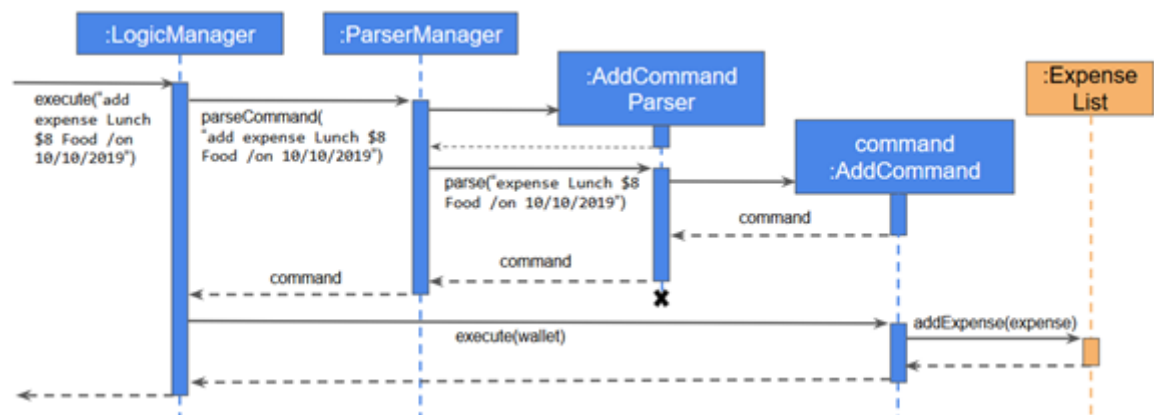 :LogicManager
:ParserManager
:AddCommand
Parser
:Expense
List
execute("add
expense Lunch
$8 Food /on
10/10/2019")
parseCommand(
"add expense Lunch $8
Food /on 10/10/2019")
command
:AddCommand
parse("expense Lunch $8
Food /on 10/10/2019")
command
command
command
execute(wallet)
addExpense(expense)